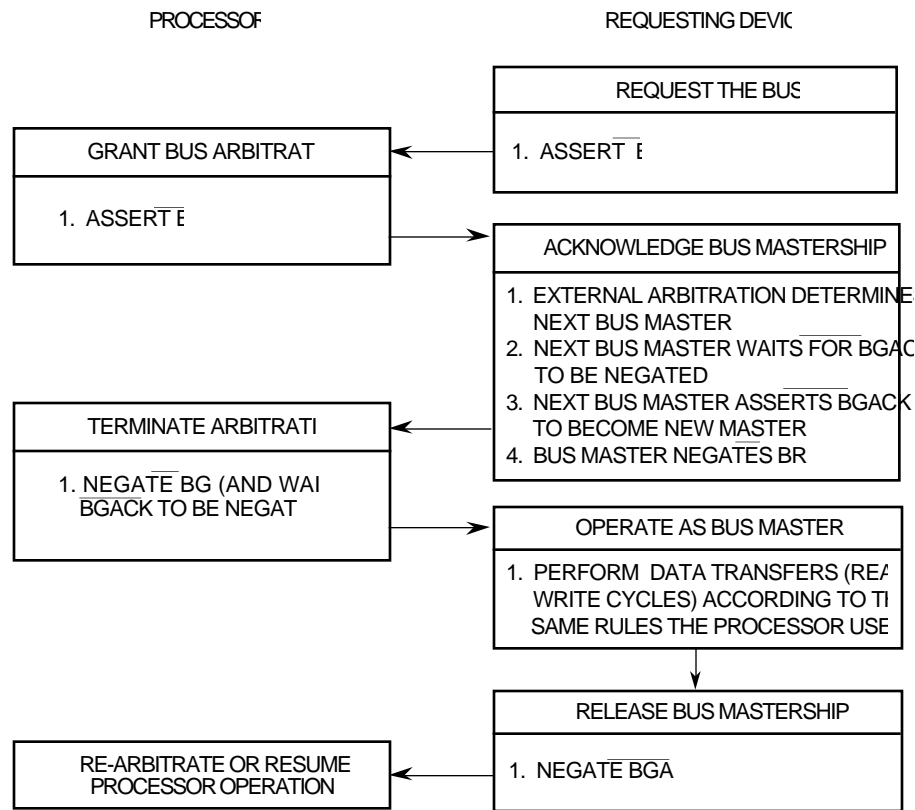 PROCESSOR
REQUESTING DEVIC
REQUEST THE BUS
1. ASSERT B
GRANT BUS ARBITRAT
1. ASSERT B
ACKNOWLEDGE BUS MASTERSHIP
1. EXTERNAL ARBITRATION DETERMINES
NEXT BUS MASTER
2. NEXT BUS MASTER WAITS FOR BGAC
TO BE NEGATED
3. NEXT BUS MASTER ASSERTS BGACK
TO BECOME NEW MASTER
4. BUS MASTER NEGATES BR
TERMINATE ARBITRATI
1. NEGATE BG (AND WAI
BGACK TO BE NEGAT
OPERATE AS BUS MASTER
1. PERFORM DATA TRANSFERS (REA
WRITE CYCLES) ACCORDING TO TH
SAME RULES THE PROCESSOR USE
RELEASE BUS MASTERSHIP
1. NEGATE BGA
RE-ARBITRATE OR RESUME
PROCESSOR OPERATION